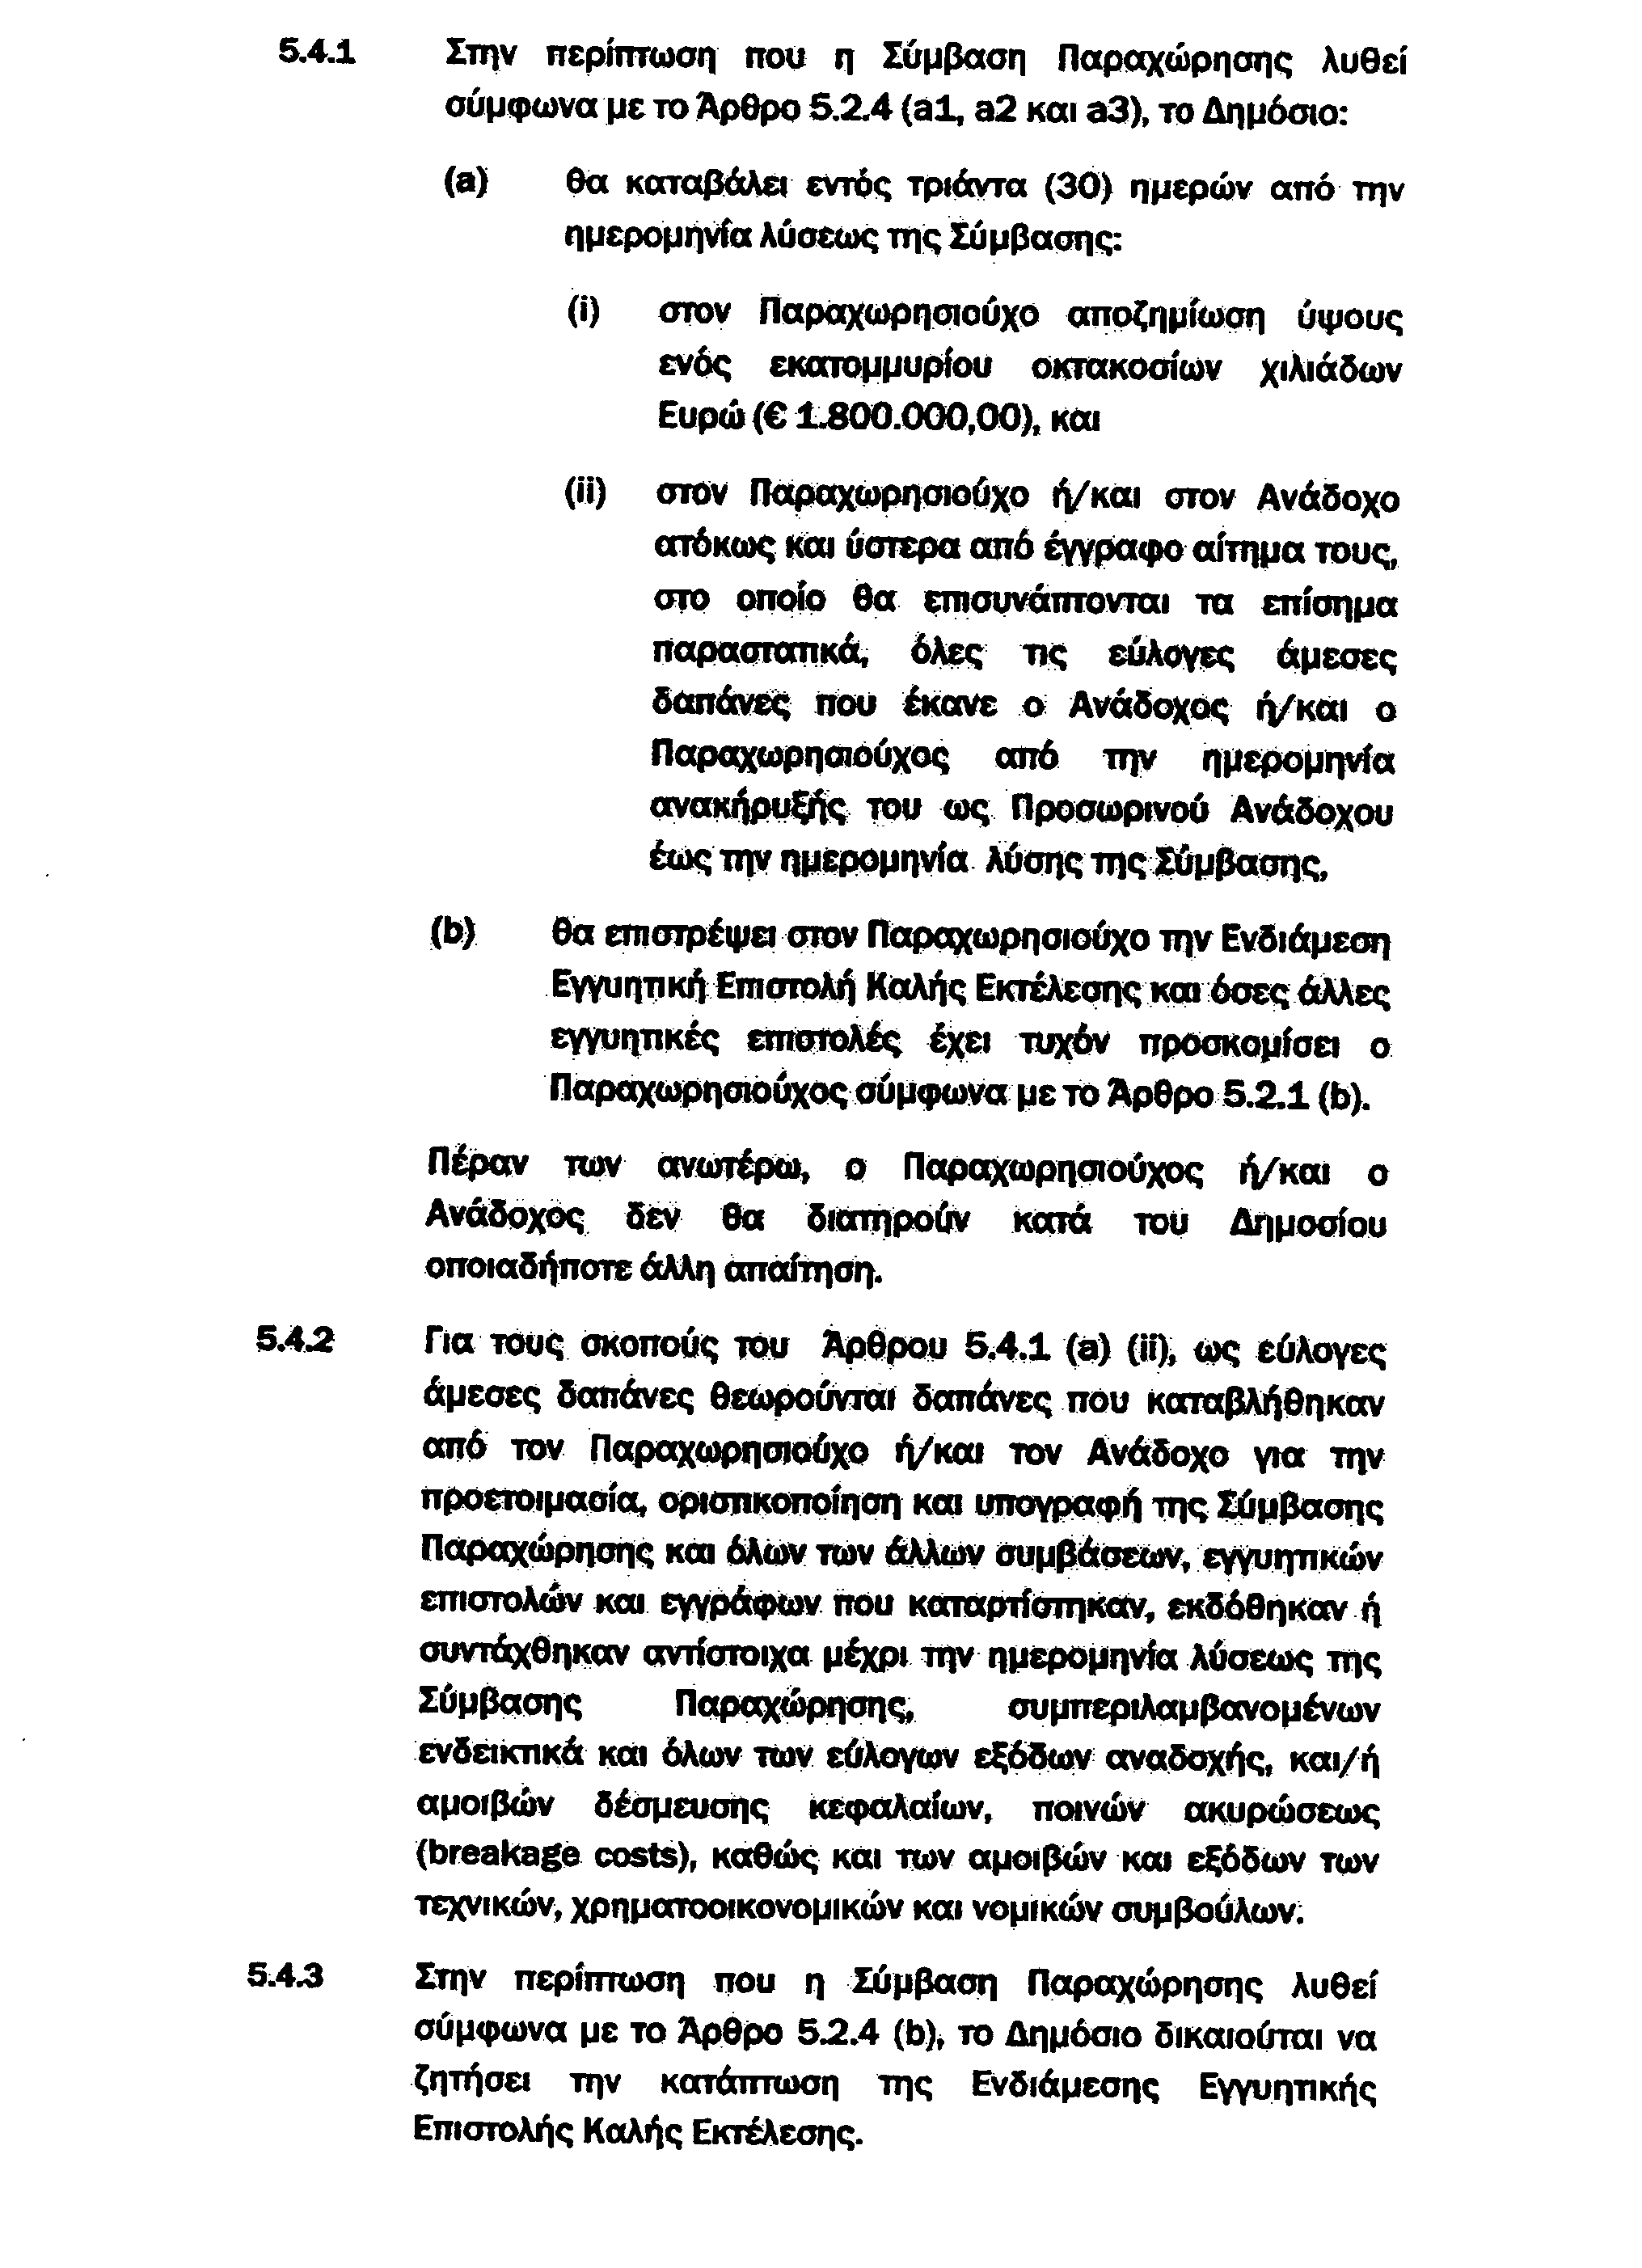 5.4.1 Στην περίπτωση που η Σύμβαση Παραχώρησης λυθεί
σύμφωνα με το Άρθρο 5.2.4 (a1, a2 και a3), το Δημόσιο:
(a) θα καταβάλει εντός τριάντα (30) ημερών από την
ημερομηνία λύσεως της Σύμβασης:
(i) στον Παραχωρησιούχο αποζημίωση ύψους
ενός εκατομμυρίου οκτακοσίων χιλιάδων
Ευρώ (€ 1.800.000,00), και
(ii) στον Παραχωρησιούχο ή/και στον Ανάδοχο
ατόκως και ύστερα από έγγραφο αίτημα τους,
στο οποίο θα επισυνάπτονται τα επίσημα
παραστατικά, όλες τις εύλογες άμεσες
δαπάνες που έκανε ο Ανάδοχος ή/και ο
Παραχωρησιούχος από την ημερομηνία
ανακήρυξής του ως Προσωρινού Ανάδοχου
έως την ημερομηνία λύσης της Σύμβασης,
(b) θα επιστρέψει στον Παραχωρησιούχο την Ενδιάμεση
Εγγυητική Επιστολή Καλής Εκτέλεσης και όσες άλλες
εγγυητικές επιστολές έχει τυχόν προσκομίσει ο
Παραχωρησιούχος σύμφωνα με το Άρθρο 5.2.1 (b).
Πέραν των ανωτέρω, ο Παραχωρησιούχος ή/και ο
Ανάδοχος δεν θα διατηρούν κατά του Δημοσίου
οποιαδήποτε άλλη απαίτηση.
5.4.2 Για τους σκοπούς του Άρθρου 5.4.1 (a) (ii), ως εύλογες
άμεσες δαπάνες θεωρούνται δαπάνες που καταβλήθηκαν
από τον Παραχωρησιούχο ή/και τον Ανάδοχο για την
προετοιμασία, οριστικοποίηση και υπογραφή της Σύμβασης
Παραχώρησης και όλων των άλλων συμβάσεων, εγγυητικών
επιστολών και εγγράφων που καταρτίστηκαν, εκδόθηκαν ή
συντάχθηκαν αντίστοιχα μέχρι την ημερομηνία λύσεως της
Σύμβασης Παραχώρησης, συμπεριλαμβανομένων
ενδεικτικά και όλων των εύλογων εξόδων αναδοχής, και/ή
αμοιβών δέσμευσης κεφαλαίων, ποινών ακυρώσεως
(breakage costs), καθώς και των αμοιβών και εξόδων των
τεχνικών, χρηματοοικονομικών και νομικών συμβούλων.
5.4.3 Στην περίπτωση που η Σύμβαση Παραχώρησης λυθεί
σύμφωνα με το Άρθρο 5.2.4 (b), το Δημόσιο δικαιούται να
ζητήσει την κατάπτωση της Ενδιάμεσης Εγγυητικής
Επιστολής Καλής Εκτέλεσης.